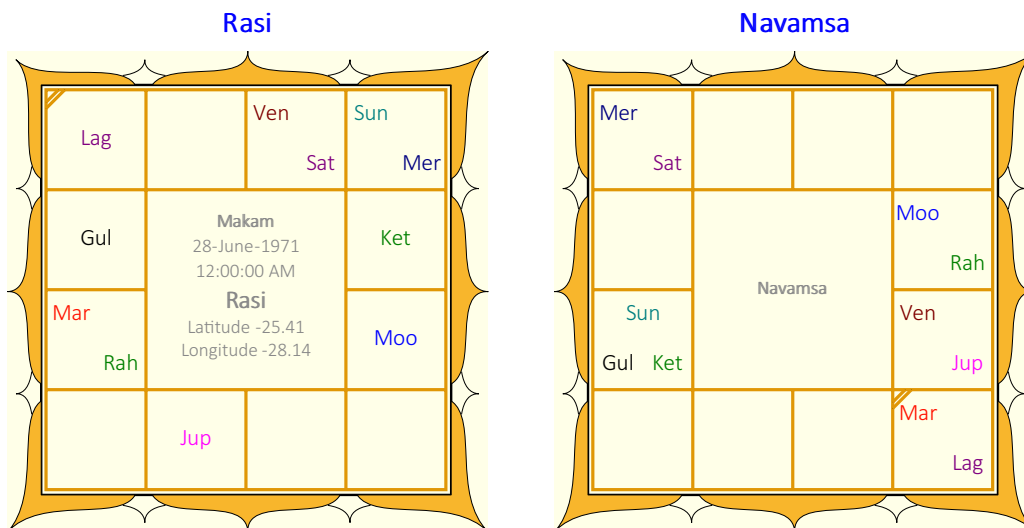 Rasi
Navamsa
Ven
Sun
Lag
Sat
Mer
Makam
28-June-1971
12:00:00 AM
Rasi
Latitude -25.41
Longitude -28.14
Gul
Ket
Mar
Rah
Moo
Jup
Mer
Sat
Moo
Rah
Navamsa
Sun
Gul
Ket
Ven
Jup
Mar
Lag